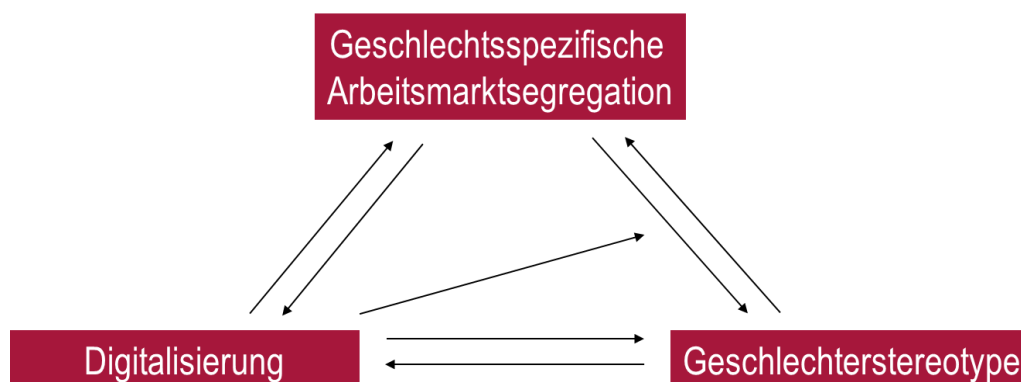 Geschlechtsspezifische
Arbeitsmarktsegregation
Digitalisierung
Geschlechterstereotype